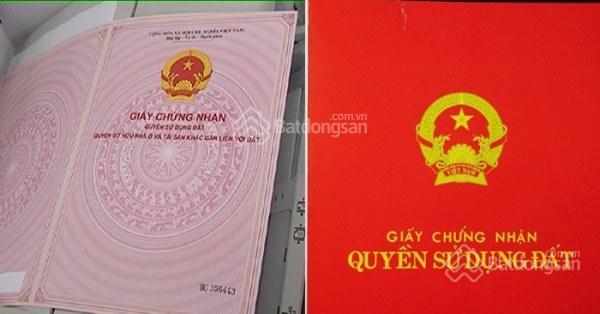 CỘNG HÒA XÃ HỘI CHỦ NGHĨA VIỆT NAM
Độc lập - Tự do - Hạnh phúc
GIẤY CHỨNG NHẬN
QUYỀN SỬ DỤNG ĐẤT
QUYỀN SỞ HỮU NHÀ Ở VÀ TÀI SẢN KHÁC GẮN LIỀN VỚI ĐẤT
Batdongsan.com.vn
VIỆT NAM
GIẤY CHỨNG NHẬN
QUYỀN SỬ DỤNG ĐẤT
Batdongsan.com.vn